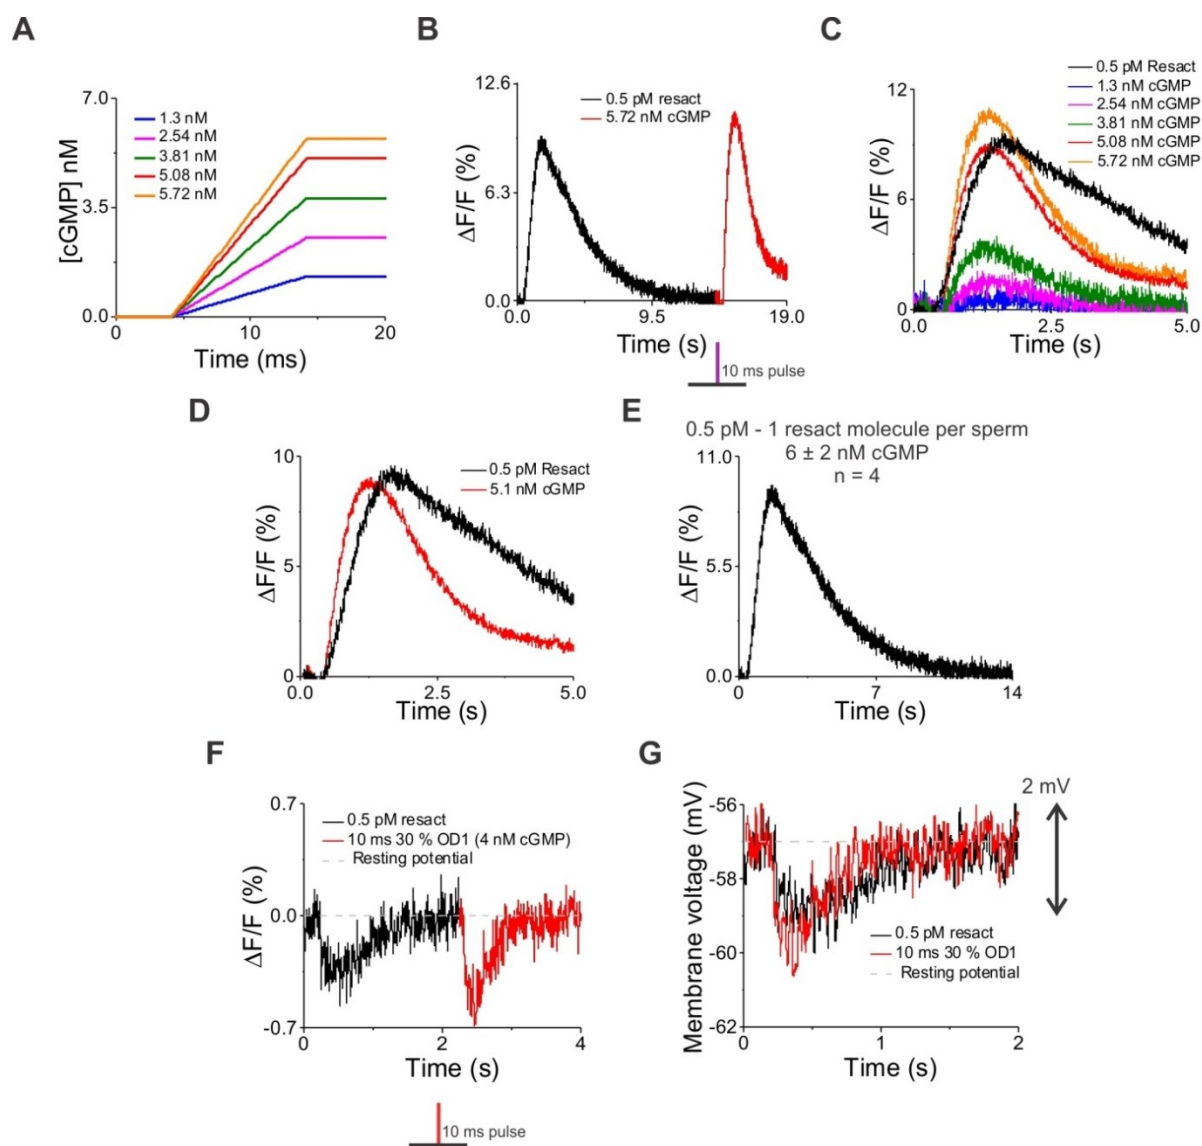 A
7.0
3.5
0.0
[cGMP] nM
1.3 nM
2.54 nM
3.81 nM
5.08 nM
5.72 nM
0
10
20
Time (ms)
B
12.6
6.3
0.0
ΔF/F (%)
0.5 pM resact
5.72 nM cGMP
0.0
9.5
19.0
Time (s)
10 ms pulse
C
12
6
0
ΔF/F (%)
0.5 pM Resact
1.3 nM cGMP
2.54 nM cGMP
3.81 nM cGMP
5.08 nM cGMP
5.72 nM cGMP
0.0
2.5
5.0
Time (s)
D
10
5
0
ΔF/F (%)
0.5 pM Resact
5.1 nM cGMP
0.0
2.5
5.0
Time (s)
E
0.5 pM - 1 resact molecule per sperm
6 ± 2 nM cGMP
n = 4
11.0
5.5
0.0
ΔF/F (%)
0
7
14
Time (s)
F
0.7
0.0
-0.7
ΔF/F (%)
0.5 pM resact
10 ms 30 % OD1 (4 nM cGMP)
Resting potential
0
2
4
Time (s)
10 ms pulse
G
-56
-58
-60
-62
Membrane voltage (mV)
2 mV
0.5 pM resact
10 ms 30 % OD1
Resting potential
0
1
2
Time (s)